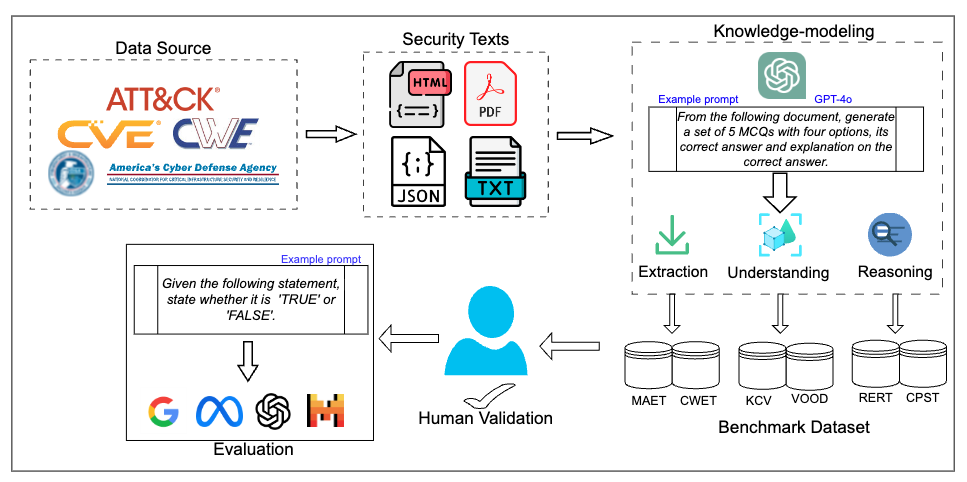 Data Source
ATT&CK®
CVE®
CWE
America's Cyber Defense Agency
NATIONAL COORDINATOR FOR CRITICAL INFRASTRUCTURE SECURITY AND RESILIENCE
Security Texts
HTML
{==}
PDF
{;}
JSON
TXT
Knowledge-modeling
Example prompt
GPT-4o
From the following document, generate
a set of 5 MCQs with four options, its
correct answer and explanation on the
correct answer.
Extraction
Understanding
Reasoning
MAET
CWET
KCV
VOOD
RERT
CPST
Benchmark Dataset
Human Validation
Example prompt
Given the following statement,
state whether it is 'TRUE' or
'FALSE'.
Evaluation